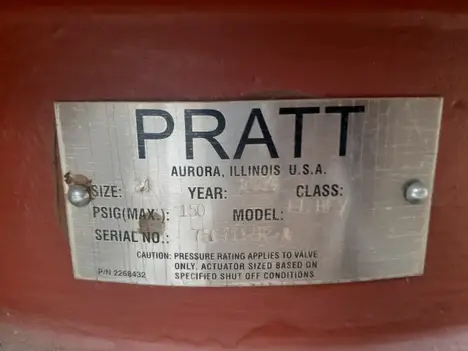 PRATT
AURORA, ILLINOIS U.S.A.
SIZE: YEAR: CLASS:
PSIG(MAX.): 150 MODEL:
SERIAL NO.:
CAUTION: PRESSURE RATING APPLIES TO VALVE
ONLY, ACTUATOR SIZED BASED ON
P/N 2268432 SPECIFIED SHUT OFF CONDITIONS